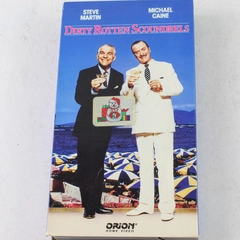 STEVE
MARTIN
MICHAEL
CAINE
DIRTY ROTTEN SCOUNDRELS
ORION
HOME VIDEO